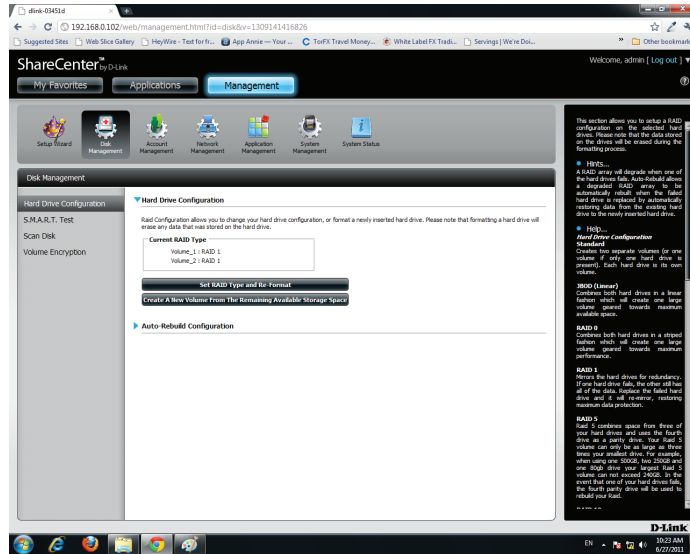 dlink-03451d
192.168.0.102/web/management.html?id=disk&v=1309141416826
Suggested Sites
Web Slice Gallery
HeyWire - Text for fr...
App Annie — Your ...
TorFX Travel Money...
White Label FX Tradi...
Servings | We're Doi...
»
Other bookmark
ShareCenter™ by D-Link
Welcome, admin [ Log out ]
My Favorites
Applications
Management
Setup Wizard
Disk Management
Account Management
Network Management
Application Management
System Management
System Status
Disk Management
Hard Drive Configuration
S.M.A.R.T. Test
Scan Disk
Volume Encryption
Hard Drive Configuration
Raid Configuration allows you to change your hard drive configuration, or format a newly inserted hard drive. Please note that formatting a hard drive will
erase any data that was stored on the hard drive.
Current RAID Type
Volume_1 : RAID 1
Volume_2 : RAID 1
Set RAID Type and Re-Format
Create A New Volume From The Remaining Available Storage Space
Auto-Rebuild Configuration
This section allows you to setup a RAID
configuration on the selected hard
drives. Please note that the data stored
on the drives will be erased during the
formatting process.
Hints...
A RAID array will degrade when one of
the hard drives fails. Auto-Rebuild allows
a degraded RAID array to be
automatically rebuilt when the failed
hard drive is replaced by automatically
restoring data from the existing hard
drive to the newly inserted hard drive.
Help...
Hard Drive Configuration
Standard
Creates two separate volumes (or one
volume if only one hard drive is
present). Each hard drive is its own
volume.
JBOD (Linear)
Combines both hard drives in a linear
fashion which will create one large
volume geared towards maximum
available space.
RAID 0
Combines both hard drives in a striped
fashion which will create one large
volume geared towards maximum
performance.
RAID 1
Mirrors the hard drives for redundancy.
If one hard drive fails, the other still has
all of the data. Replace the failed hard
drive and it will re-mirror, restoring
maximum data protection.
RAID 5
Raid 5 combines space from three of
your hard drives and uses the fourth
drive as a parity drive. Your Raid 5
volume can only be as large as three
times your smallest drive. For example,
when using one 500GB, two 250GB and
one 80gb drive your largest Raid 5
volume can not exceed 240GB. In the
event that one of your hard drives fails,
the fourth parity drive will be used to
rebuild your Raid.
D-Link
EN
10:23 AM
6/27/2011